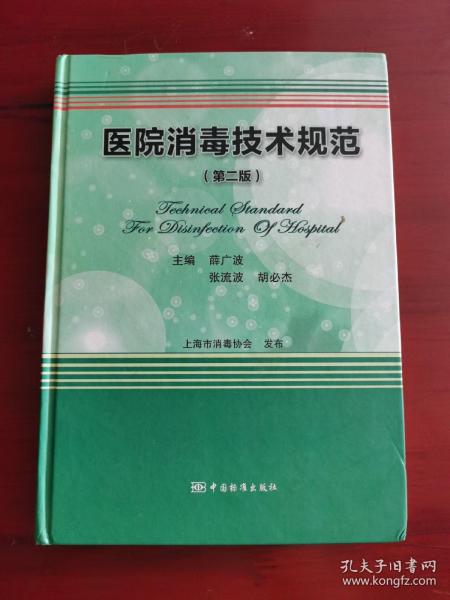 医院消毒技术规范
（第二版）
Technical Standard
For Disinfection Of Hospital
主编 薛广波
张流波 胡必杰
上海市消毒协会 发布
中国标准出版社
孔夫子旧书网
www.kongfz.com